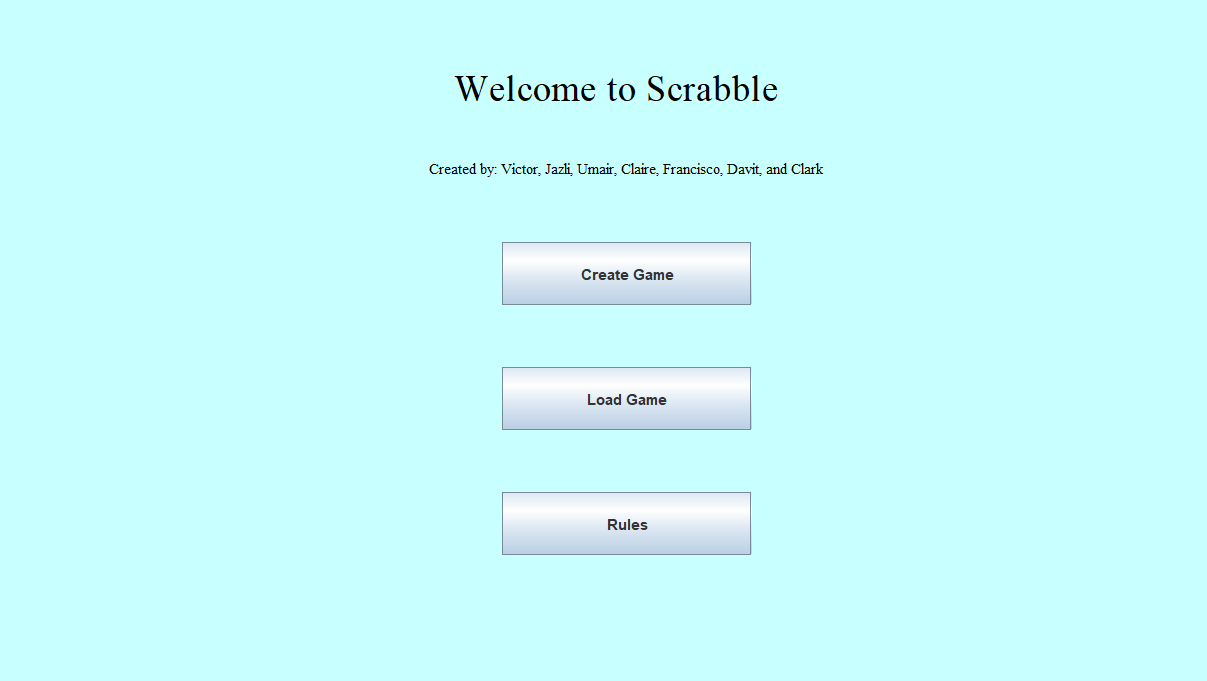 Welcome to Scrabble
Created by: Victor, Jazli, Umair, Claire, Francisco, Davit, and Clark
Create Game
Load Game
Rules